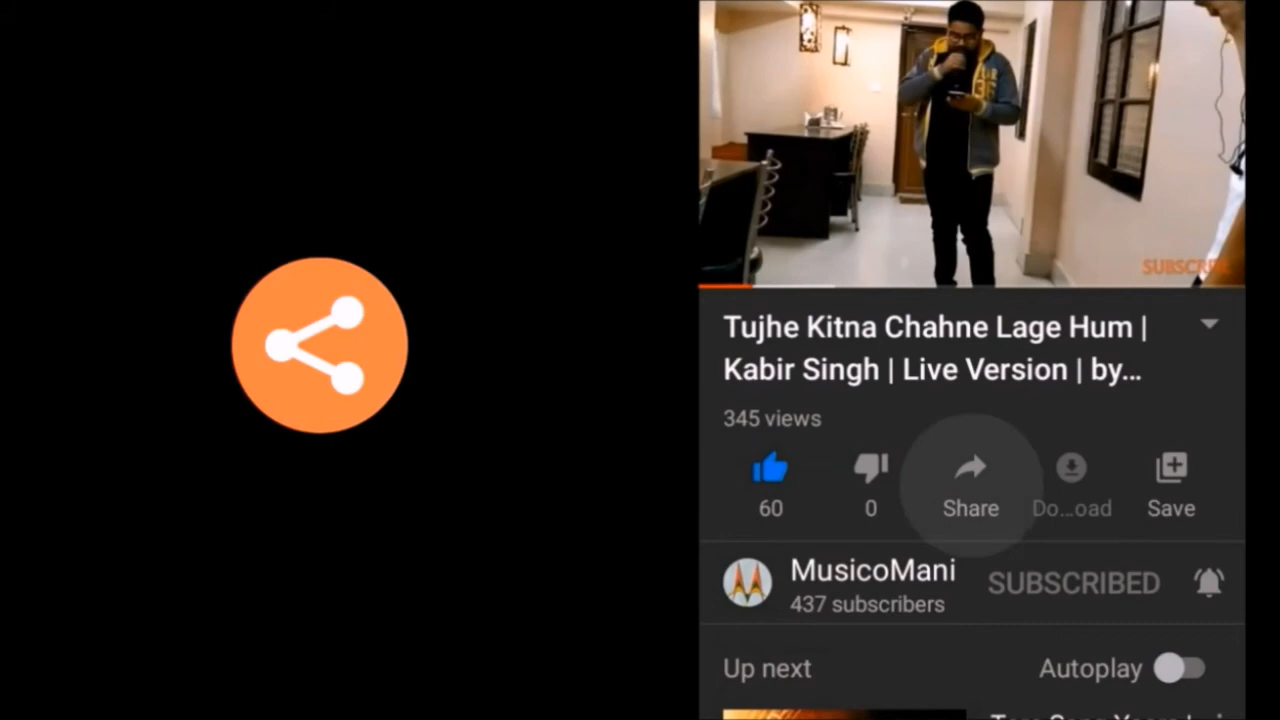 SUBSCRIBE
Tujhe Kitna Chahne Lage Hum |
Kabir Singh | Live Version | by...
345 views
60
0
Share
Do...oad
Save
MusicoMani
437 subscribers
SUBSCRIBED
Up next
Autoplay